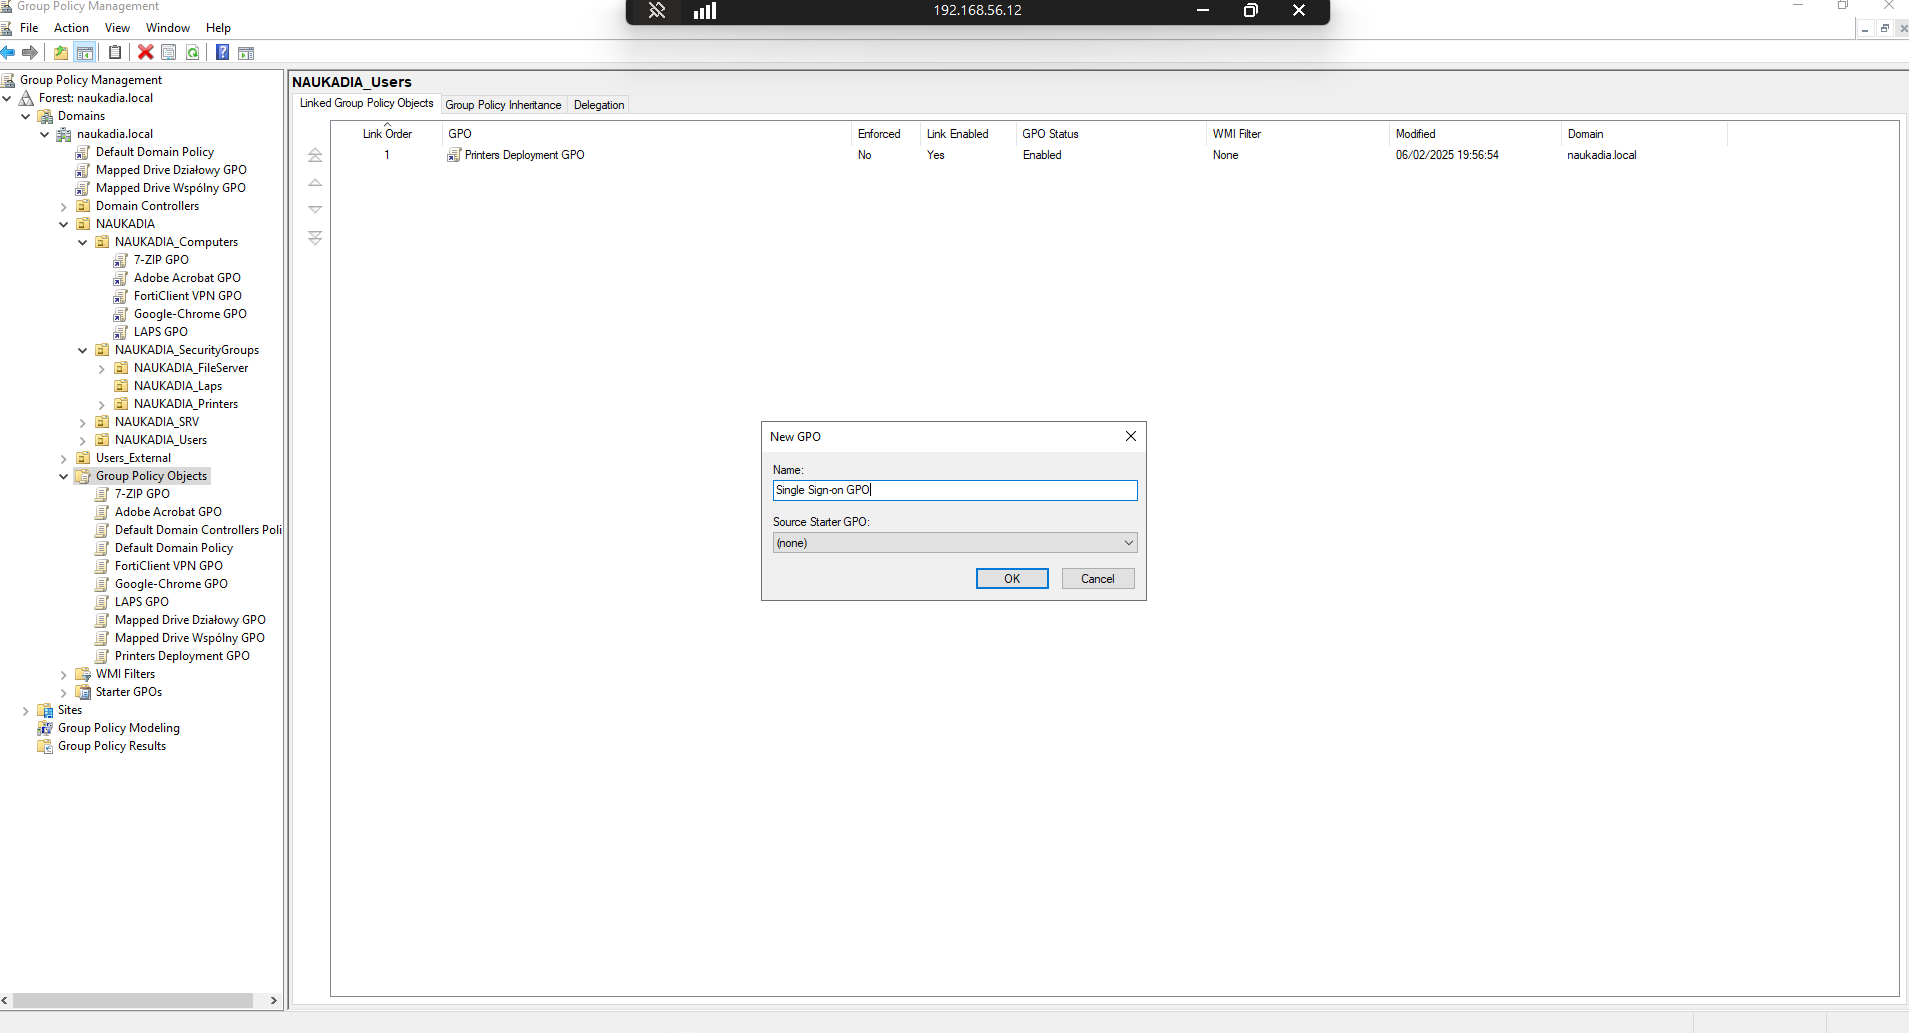 Group Policy Management
192.168.56.12
File Action View Window Help
Group Policy Management
Forest: naukadia.local
Domains
naukadia.local
Default Domain Policy
Mapped Drive Działowy GPO
Mapped Drive Wspólny GPO
Domain Controllers
NAUKADIA
NAUKADIA_Computers
7-ZIP GPO
Adobe Acrobat GPO
FortiClient VPN GPO
Google-Chrome GPO
LAPS GPO
NAUKADIA_SecurityGroups
NAUKADIA_FileServer
NAUKADIA_Laps
NAUKADIA_Printers
NAUKADIA_SRV
NAUKADIA_Users
Users_External
Group Policy Objects
7-ZIP GPO
Adobe Acrobat GPO
Default Domain Controllers Poli
Default Domain Policy
FortiClient VPN GPO
Google-Chrome GPO
LAPS GPO
Mapped Drive Działowy GPO
Mapped Drive Wspólny GPO
Printers Deployment GPO
WMI Filters
Starter GPOs
Sites
Group Policy Modeling
Group Policy Results
NAUKADIA_Users
Linked Group Policy Objects Group Policy Inheritance Delegation
Link Order GPO Enforced Link Enabled GPO Status WMI Filter Modified Domain
1 Printers Deployment GPO No Yes Enabled None 06/02/2025 19:56:54 naukadia.local
New GPO
Name:
Single Sign-on GPO
Source Starter GPO:
(none)
OK Cancel